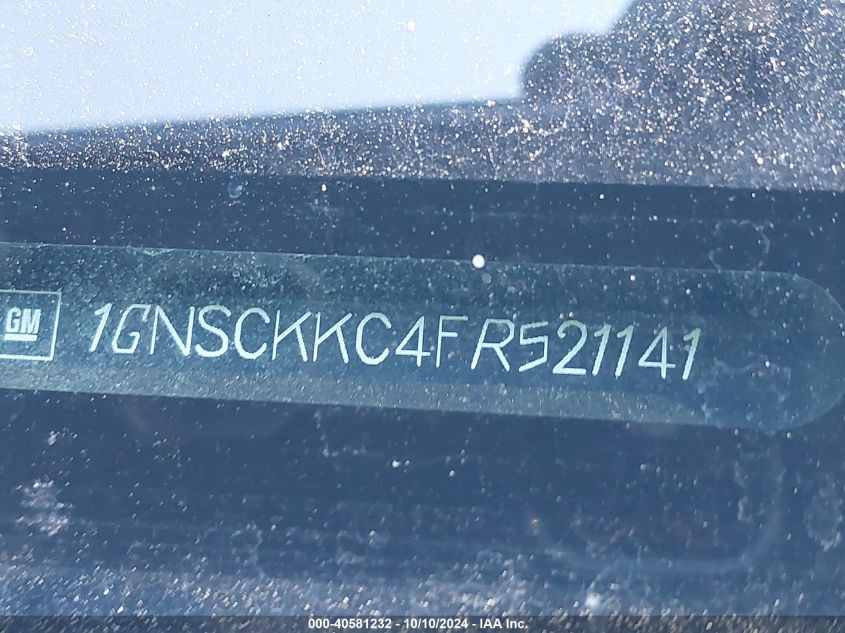 GM
1GNSCKKC4FR521141
000-40581232 - 10/10/2024 - IAA Inc.